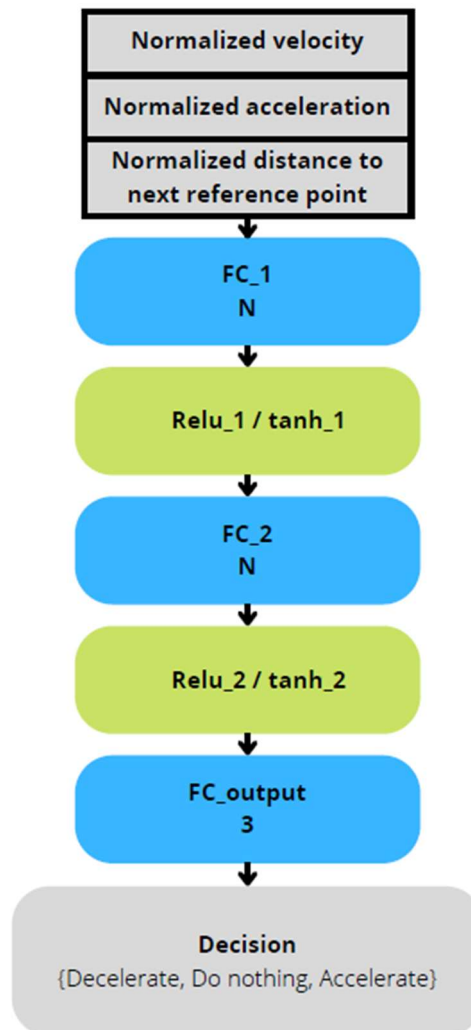 Normalized velocity
Normalized acceleration
Normalized distance to
next reference point
FC_1
N
Relu_1 / tanh_1
FC_2
N
Relu_2 / tanh_2
FC_output
3
Decision
{Decelerate, Do nothing, Accelerate}